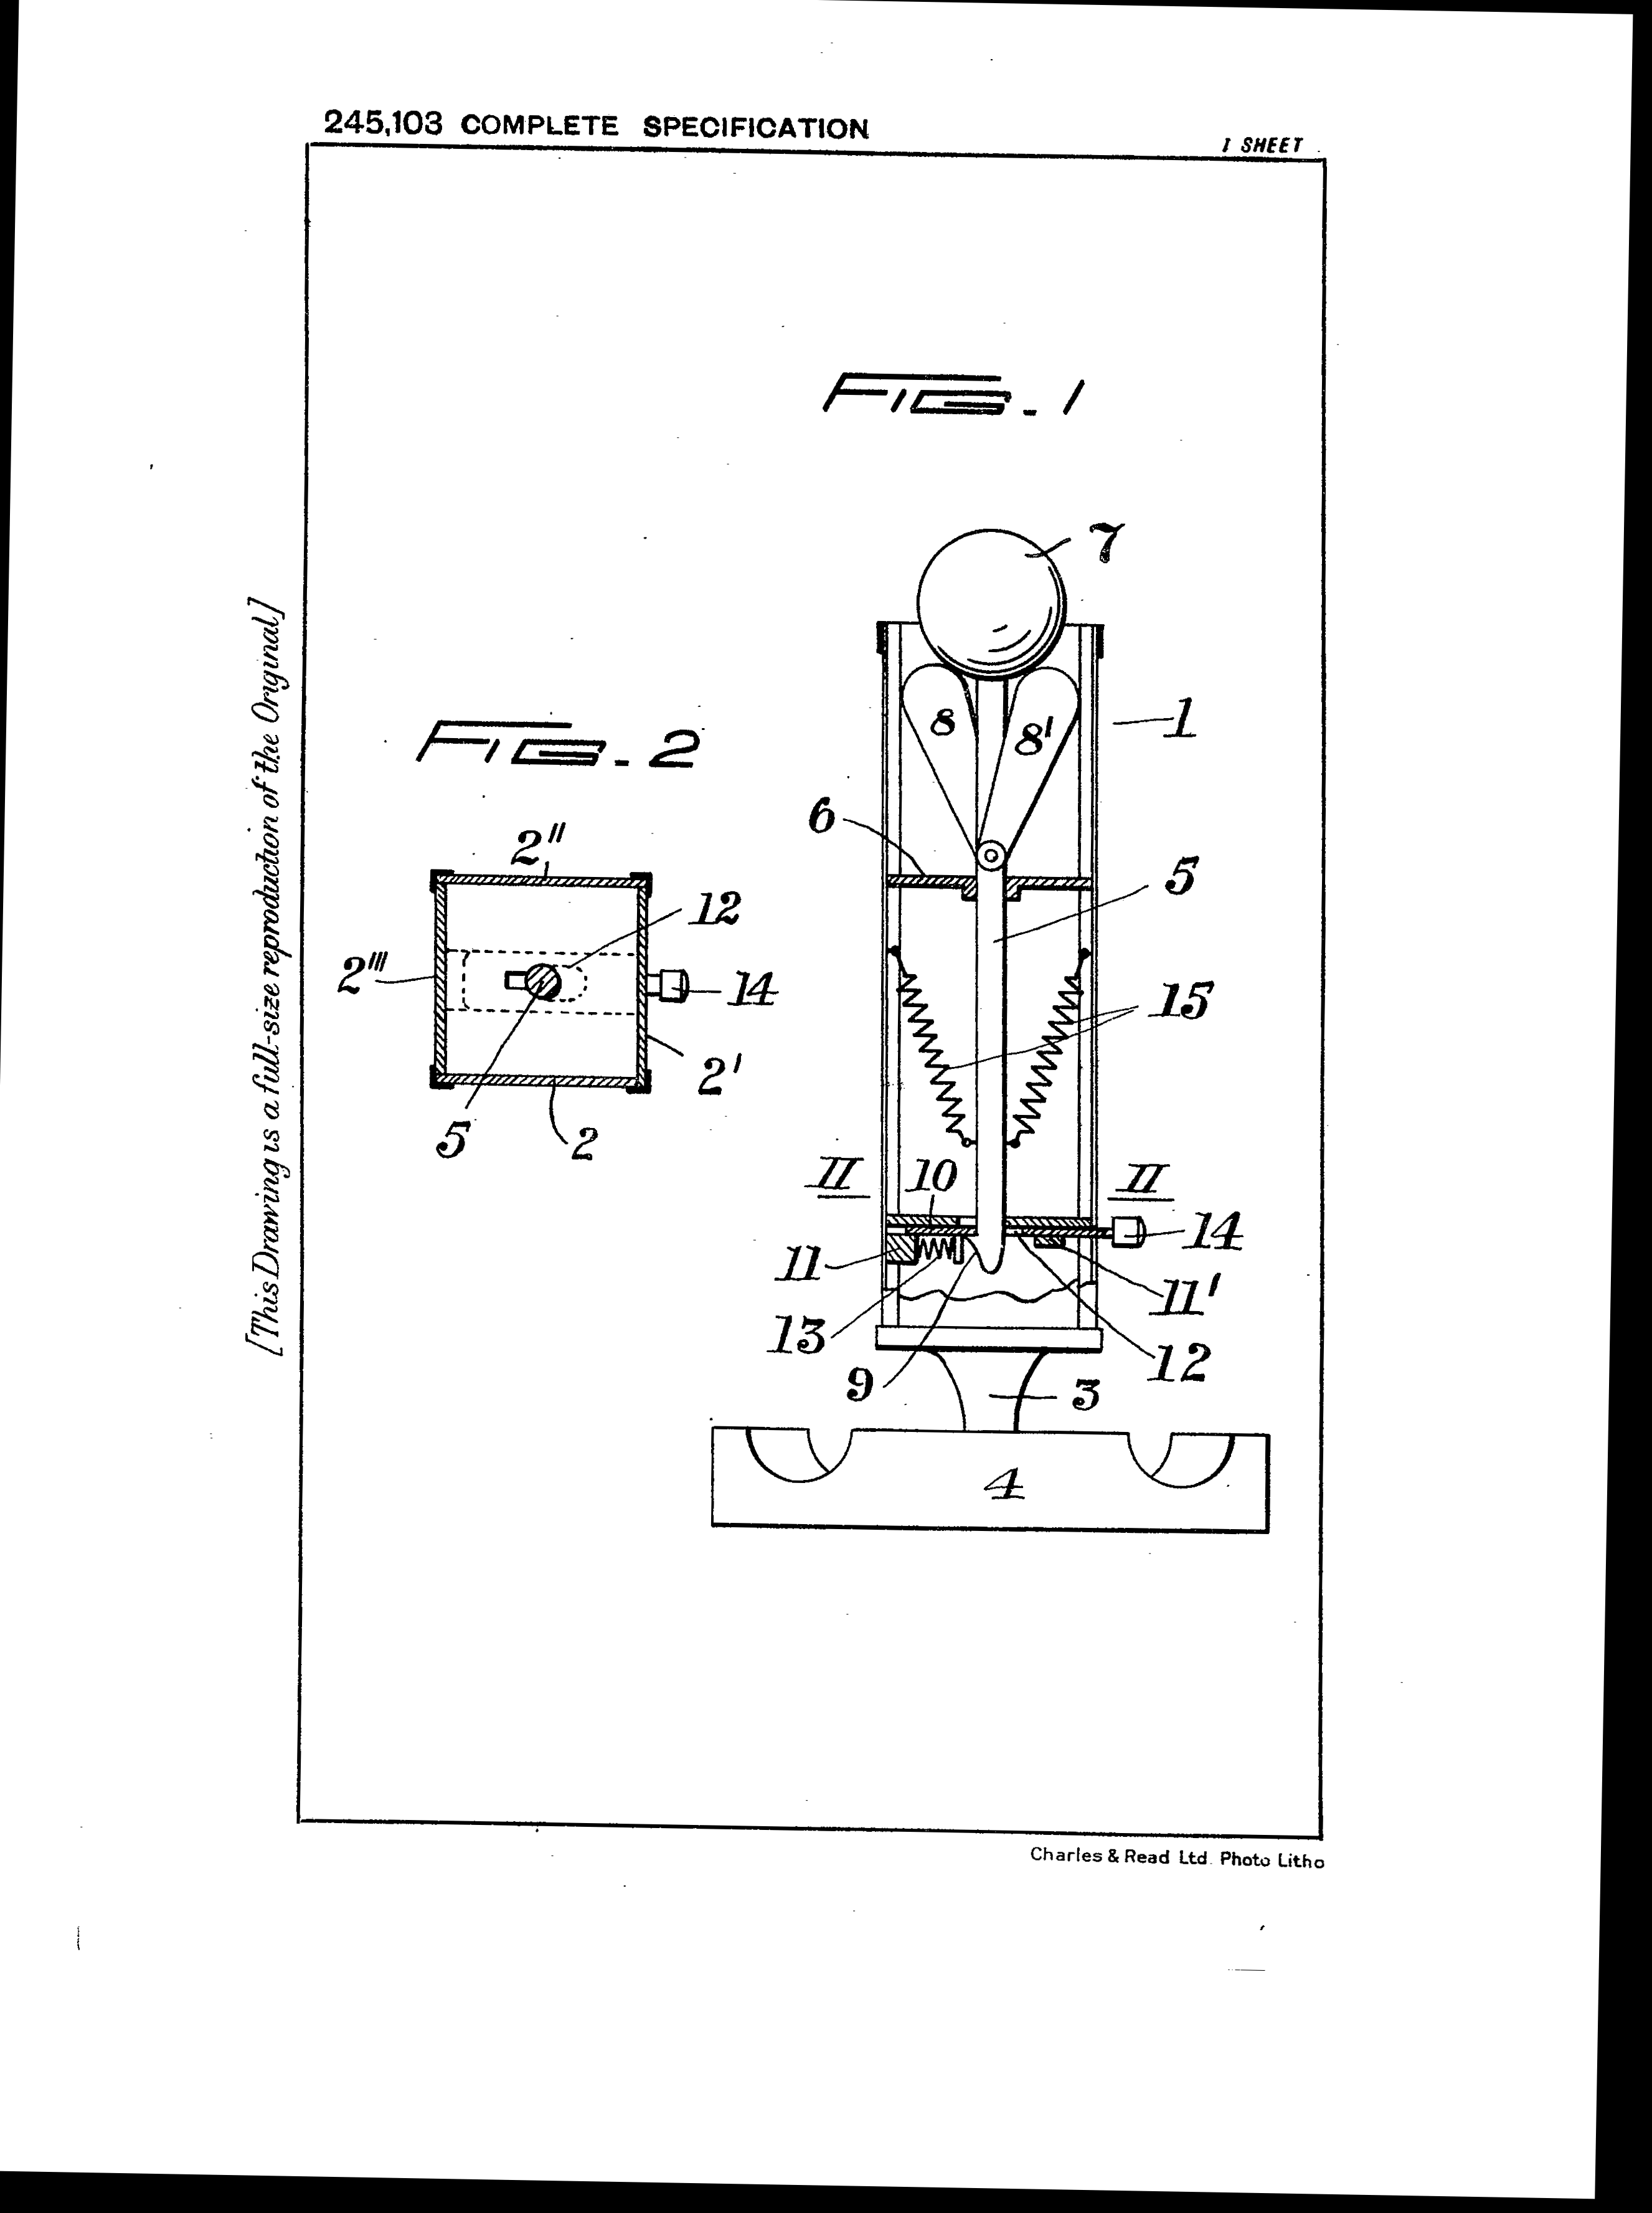 245,103 COMPLETE SPECIFICATION
1 SHEET
[This Drawing is a full-size reproduction of the Original]
FIG. 1
7
1
8
8'
6
5
15
II
10
II
14
11
11'
13
12
9
3
4
FIG. 2
2''
12
2'''
14
2'
5
2
Charles & Read Ltd. Photo Litho